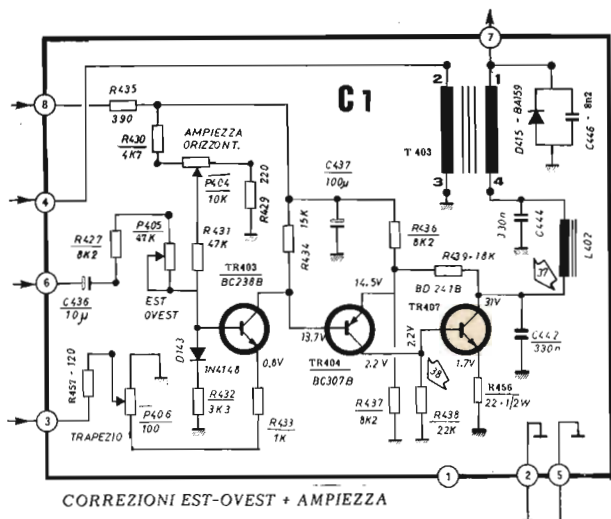 7
8
R435
390
R430
4K7
AMPIEZZA
ORIZZONT.
P404
10K
220
R429
C437
100µ
C1
2
1
T403
3
4
D415 - BA159
C446 - 8n2
4
R427
8K2
P405
47K
R431
47K
15K
R434
R436
8K2
330n
C444
L402
R439-18K
37
6
C436
10µ
EST
OVEST
TR403
BC238B
14.5V
BD 241B
TR407
31V
D143
1N4148
13.7V
2.2V
TR404
BC307B
2.2V
38
C442
330n
0.8V
1.7V
R457-120
3
P406
100
TRAPEZIO
R432
3K3
R433
1K
R437
8K2
R438
22K
R456
22-1/2W
1
2
5
CORREZIONI EST-OVEST + AMPIEZZA